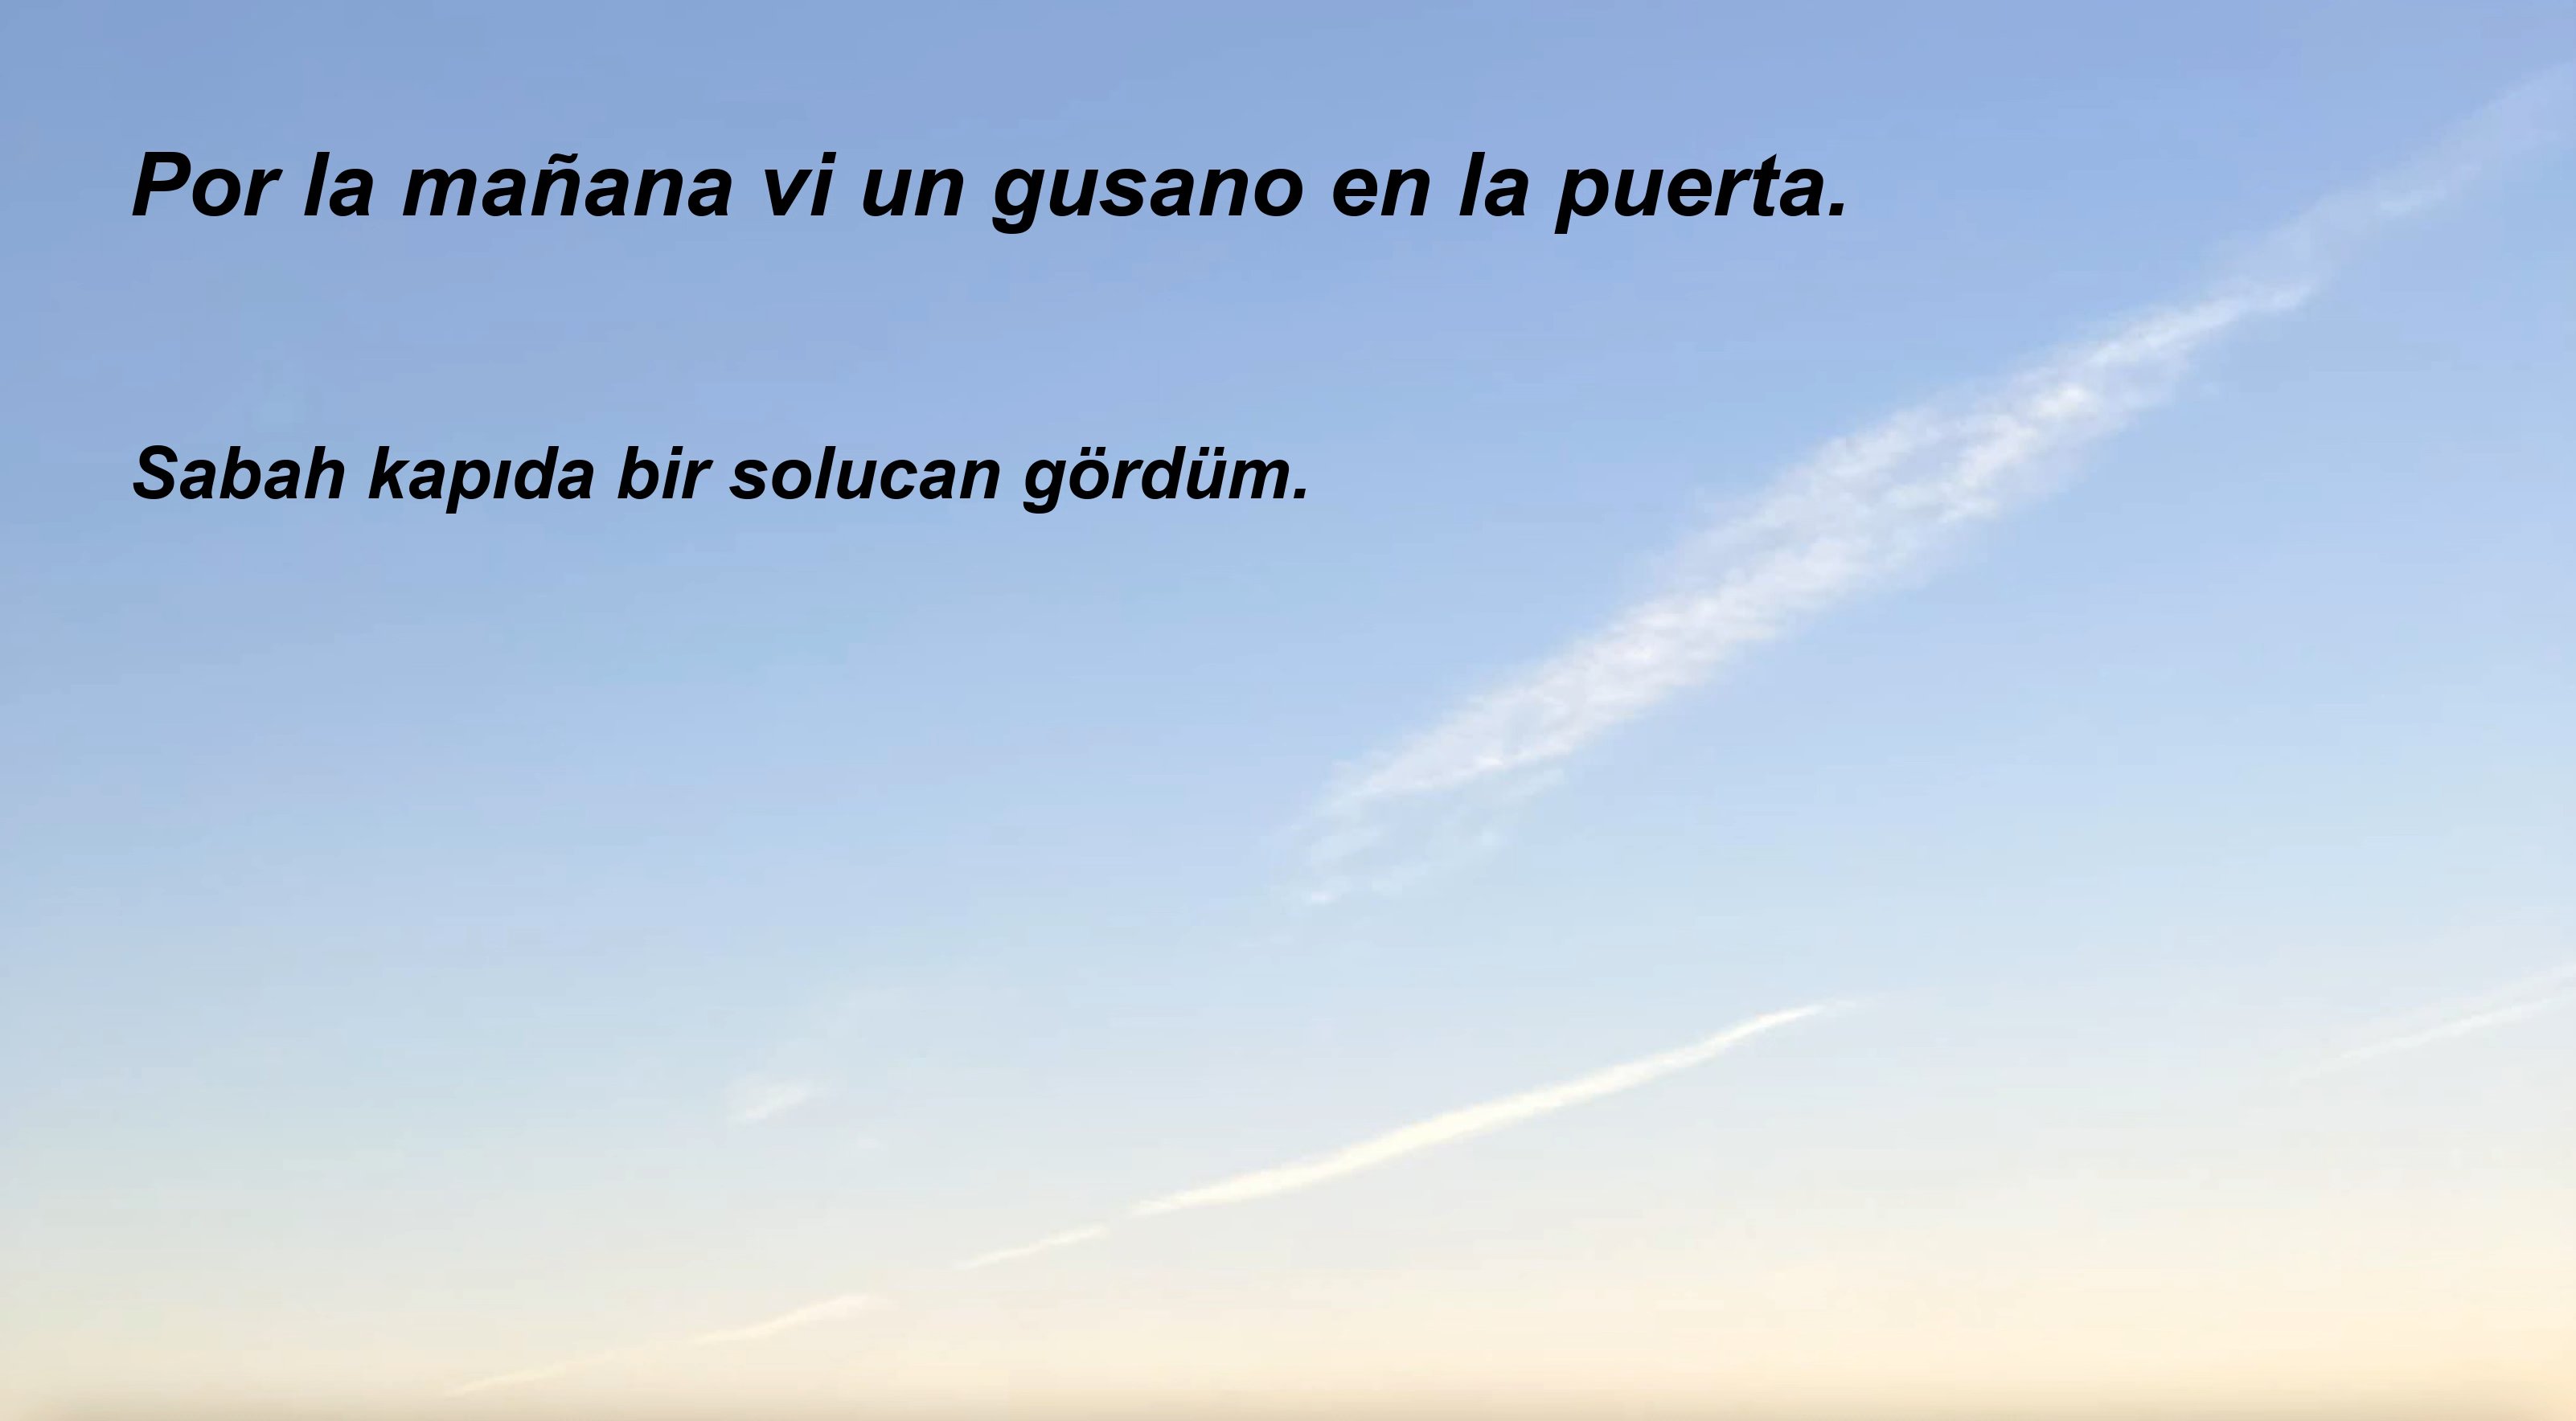 Por la mañana vi un gusano en la puerta.
Sabah kapıda bir solucan gördüm.